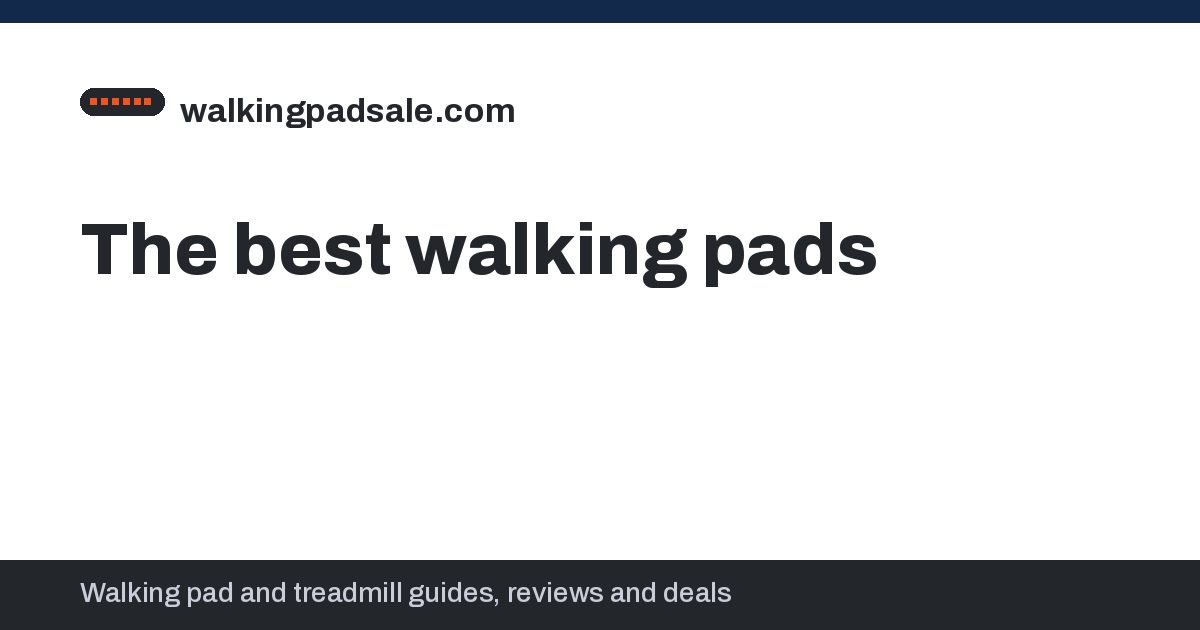 walkingpadsale.com
The best walking pads
Walking pad and treadmill guides, reviews and deals